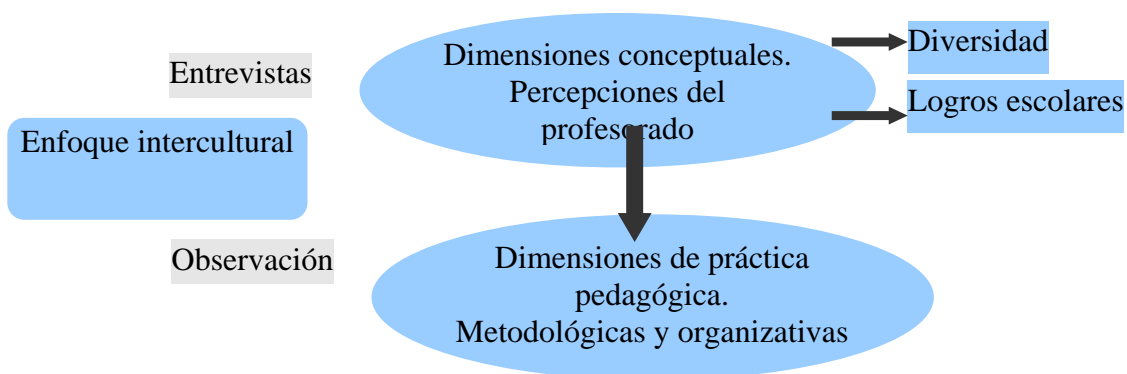 Entrevistas
Enfoque intercultural
Observación
Dimensiones conceptuales.
Percepciones del
profesorado
Diversidad
Logros escolares
Dimensiones de práctica
pedagógica.
Metodológicas y organizativas